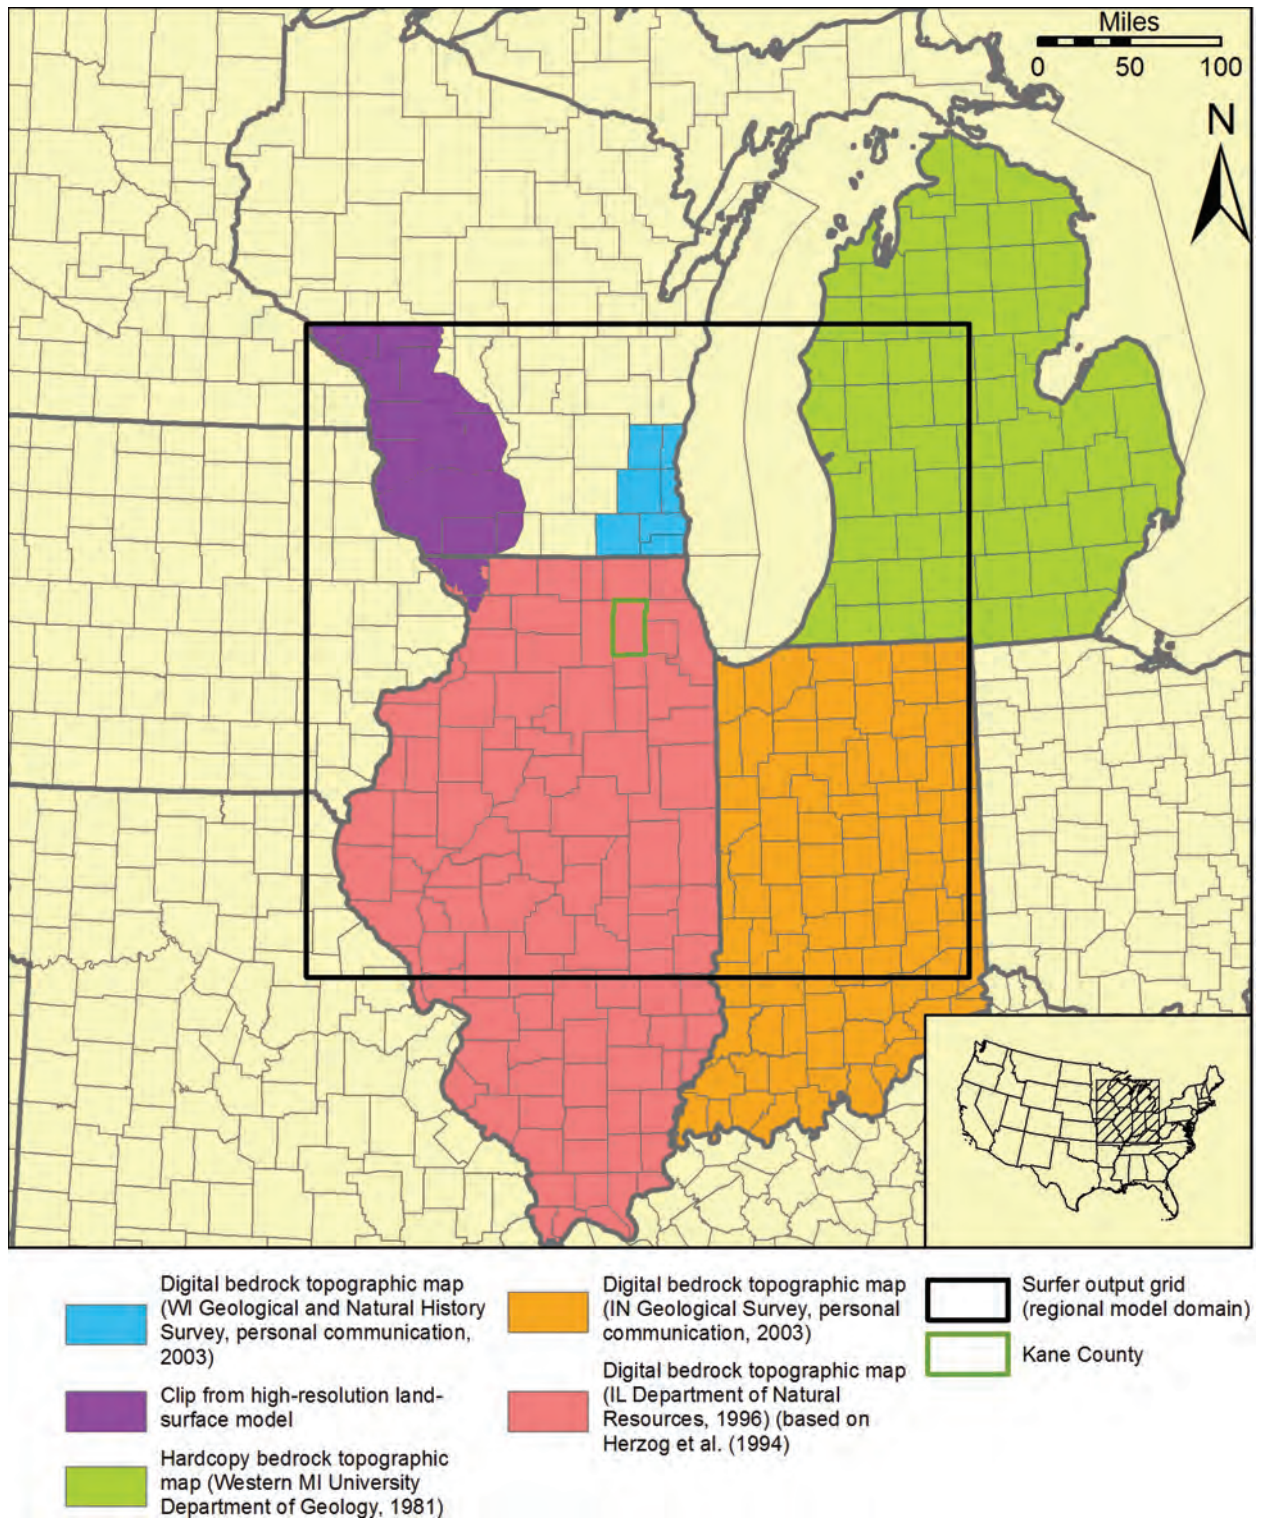 Miles
0 50 100
N
Digital bedrock topographic map
(WI Geological and Natural History
Survey, personal communication,
2003)
Clip from high-resolution land-
surface model
Hardcopy bedrock topographic
map (Western MI University
Department of Geology, 1981)
Digital bedrock topographic map
(IN Geological Survey, personal
communication, 2003)
Digital bedrock topographic map
(IL Department of Natural
Resources, 1996) (based on
Herzog et al. (1994)
Surfer output grid
(regional model domain)
Kane County